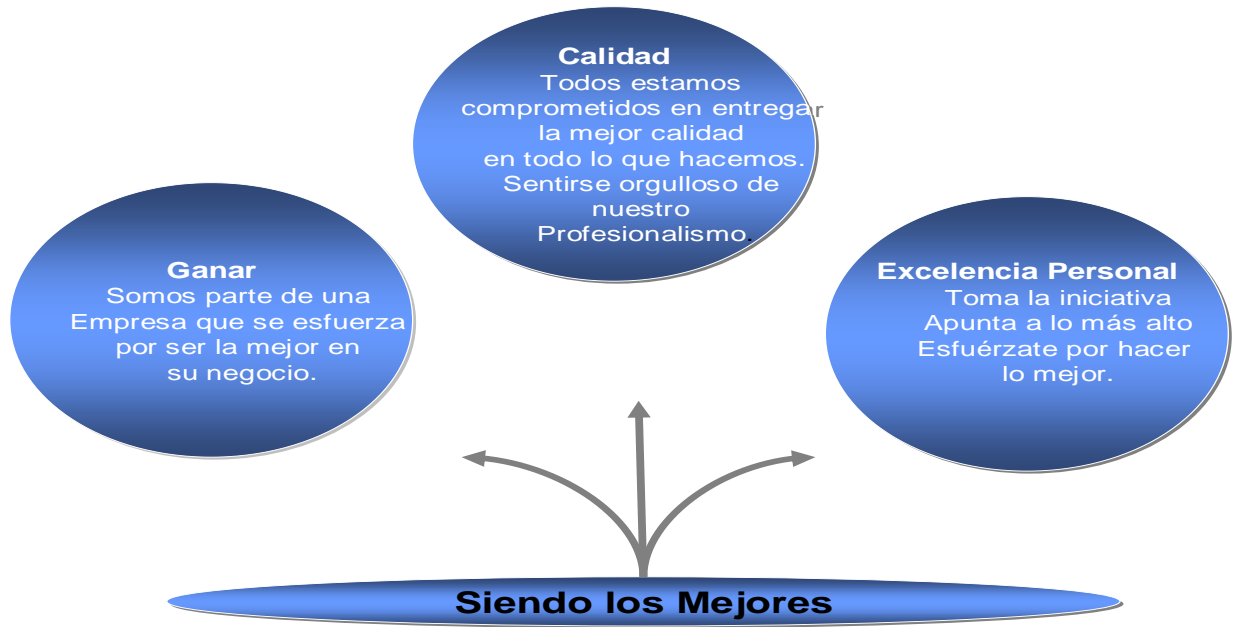 Calidad
Todos estamos
comprometidos en entregar
la mejor calidad
en todo lo que hacemos.
Sentirse orgulloso de
nuestro
Profesionalismo.
Ganar
Somos parte de una
Empresa que se esfuerza
por ser la mejor en
su negocio.
Excelencia Personal
Toma la iniciativa
Apunta a lo más alto
Esfuérzate por hacer
lo mejor.
Siendo los Mejores